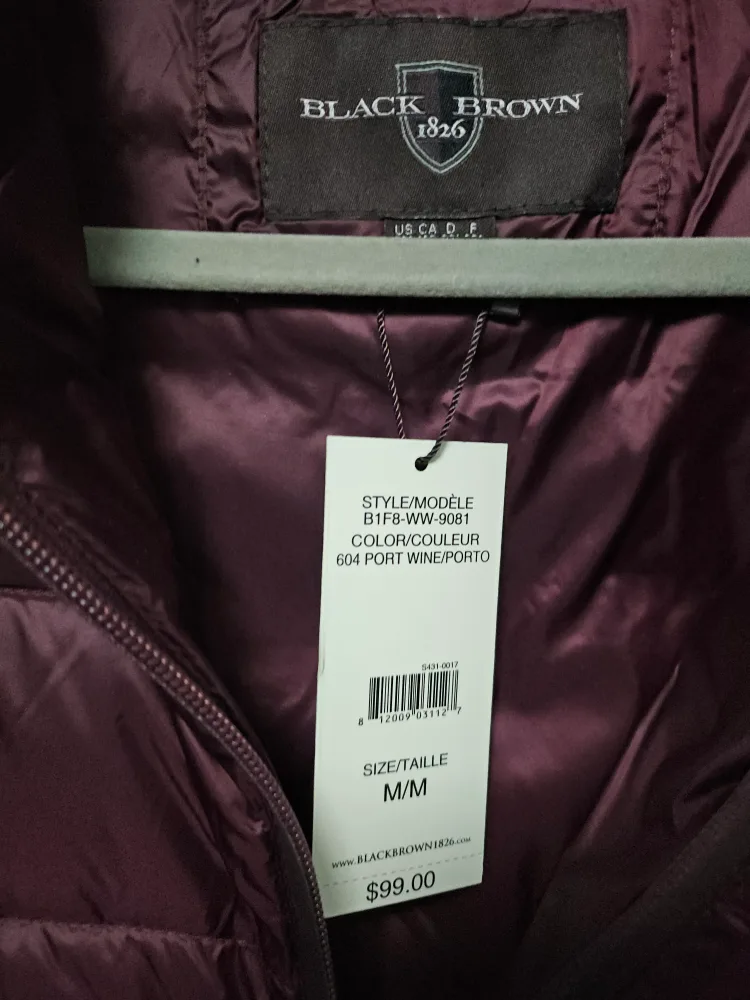 BLACK BROWN
1826
US CA D F
STYLE/MODÈLE
B1F8-WW-9081
COLOR/COULEUR
604 PORT WINE/PORTO
S431-0017
8 12009 03112 7
SIZE/TAILLE
M/M
www.BLACKBROWN1826.com
$99.00